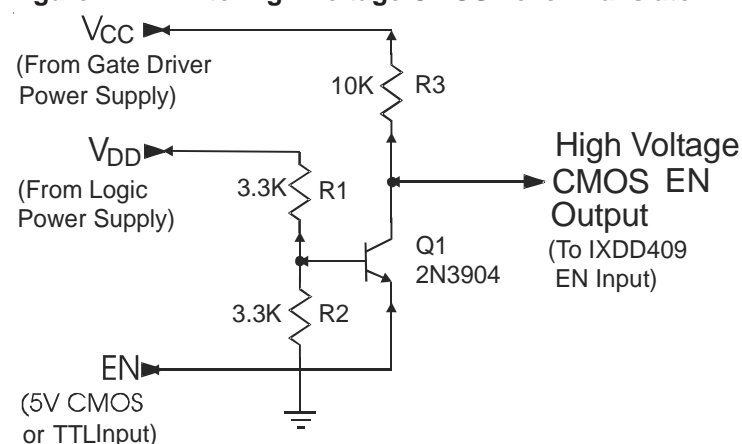 VCC
(From Gate Driver
Power Supply)
10K R3
VDD
(From Logic
Power Supply)
3.3K R1
High Voltage
CMOS EN
Output
(To IXDD409
EN Input)
Q1
2N3904
3.3K R2
EN
(5V CMOS
or TTLInput)